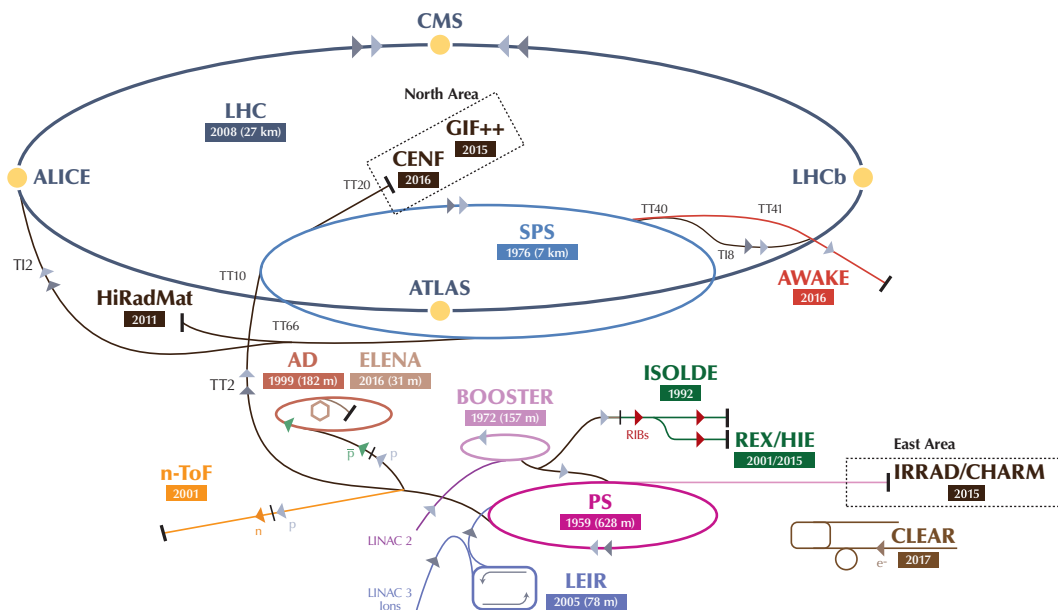 CMS
North Area
LHC
2008 (27 km)
GIF++
2015
CENF
2016
ALICE
TT20
LHCb
TT40
TT41
SPS
1976 (7 km)
TI8
TI2
TT10
AWAKE
2016
HiRadMat
2011
ATLAS
TT66
AD
1999 (182 m)
ELENA
2016 (31 m)
TT2
BOOSTER
1972 (157 m)
ISOLDE
1992
RIBs
REX/HIE
2001/2015
East Area
p̅
p
n-ToF
2001
IRRAD/CHARM
2015
PS
1959 (628 m)
n
p
LINAC 2
CLEAR
2017
e-
LEIR
2005 (78 m)
LINAC 3
Ions